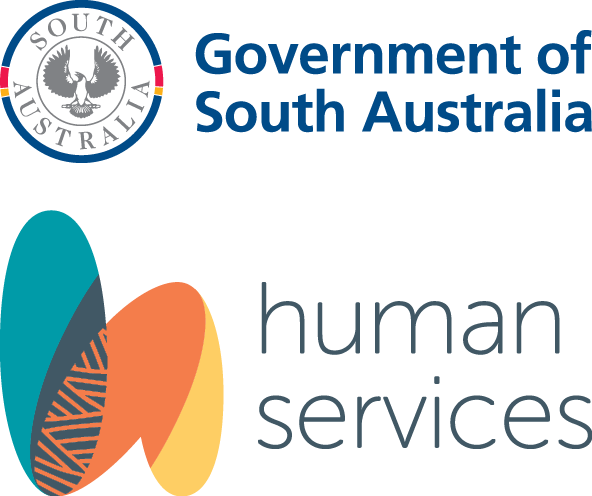 SOUTH
AUSTRALIA
Government of
South Australia
human
services